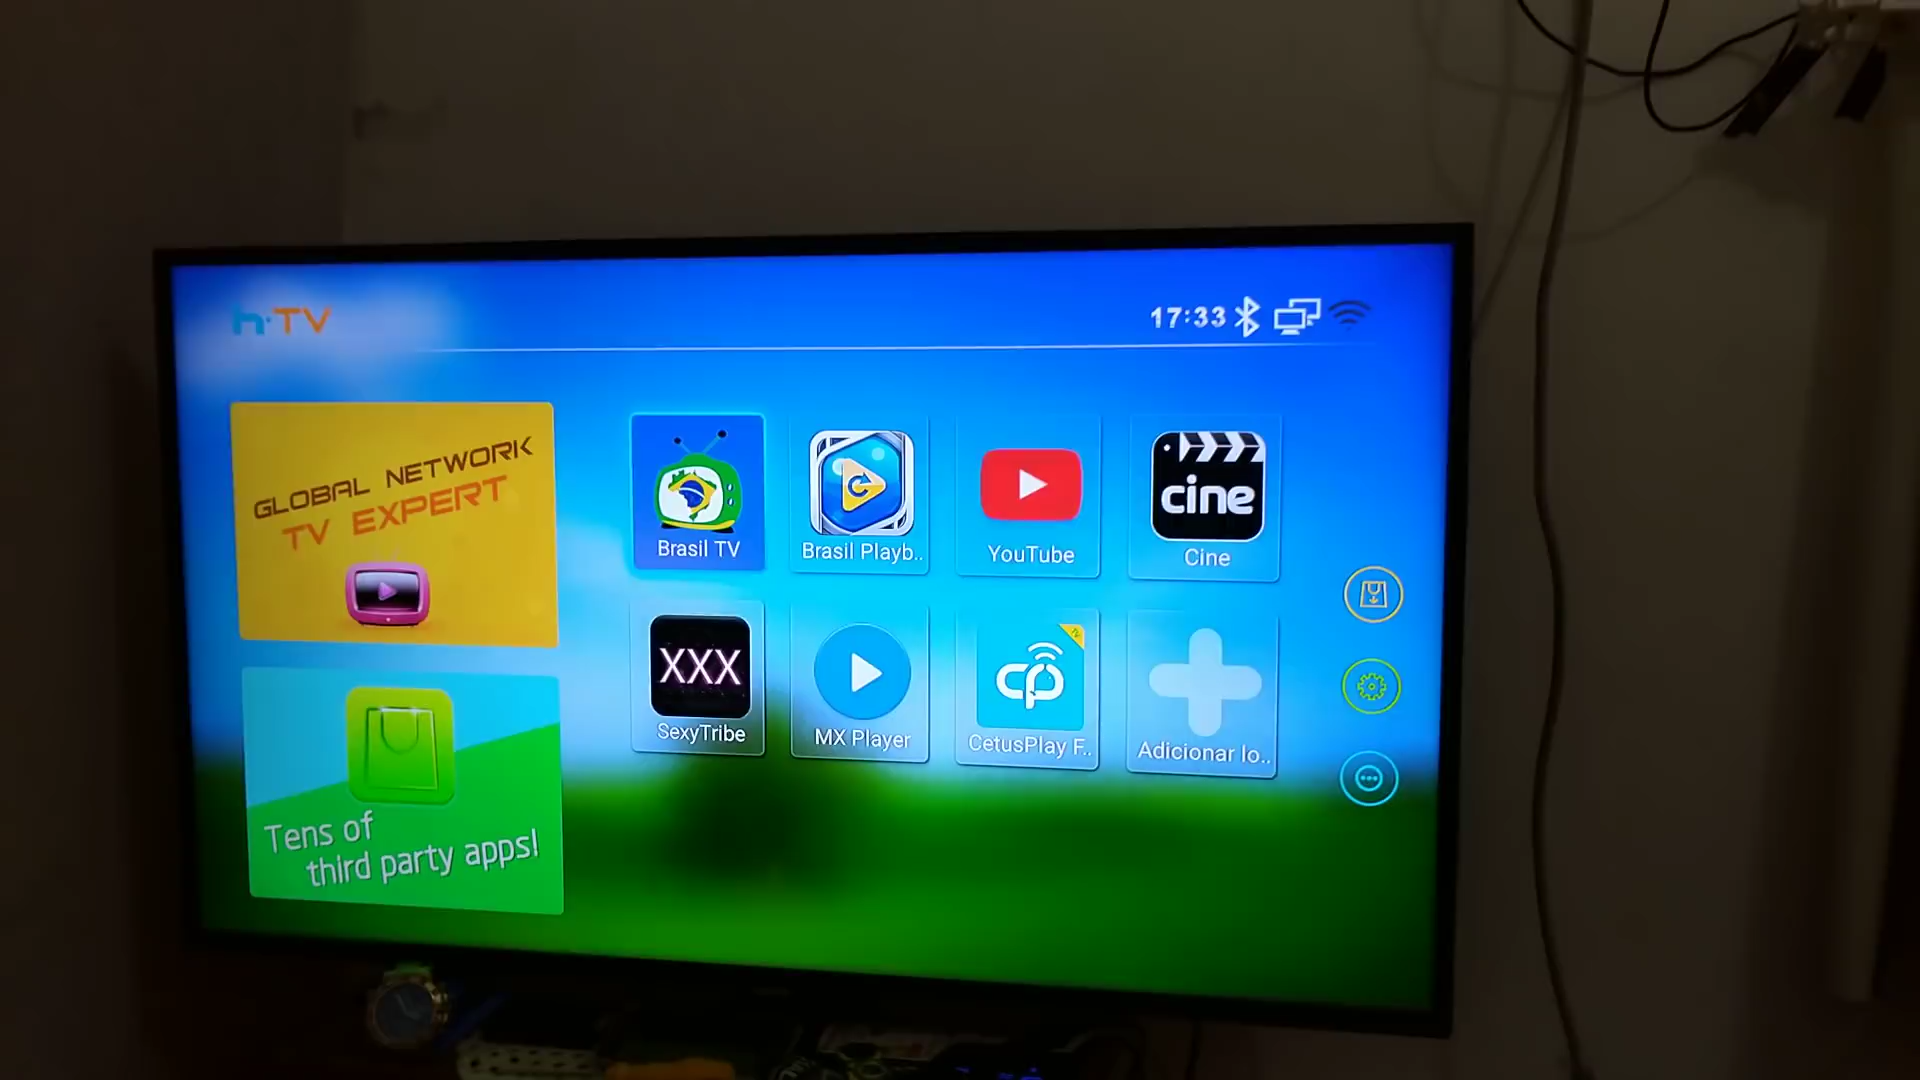 h·TV
17:33
GLOBAL NETWORK
TV EXPERT
Brasil TV
Brasil Playb..
YouTube
cine
Cine
XXX
SexyTribe
MX Player
TV
CetusPlay F..
Adicionar lo..
Tens of
third party apps!